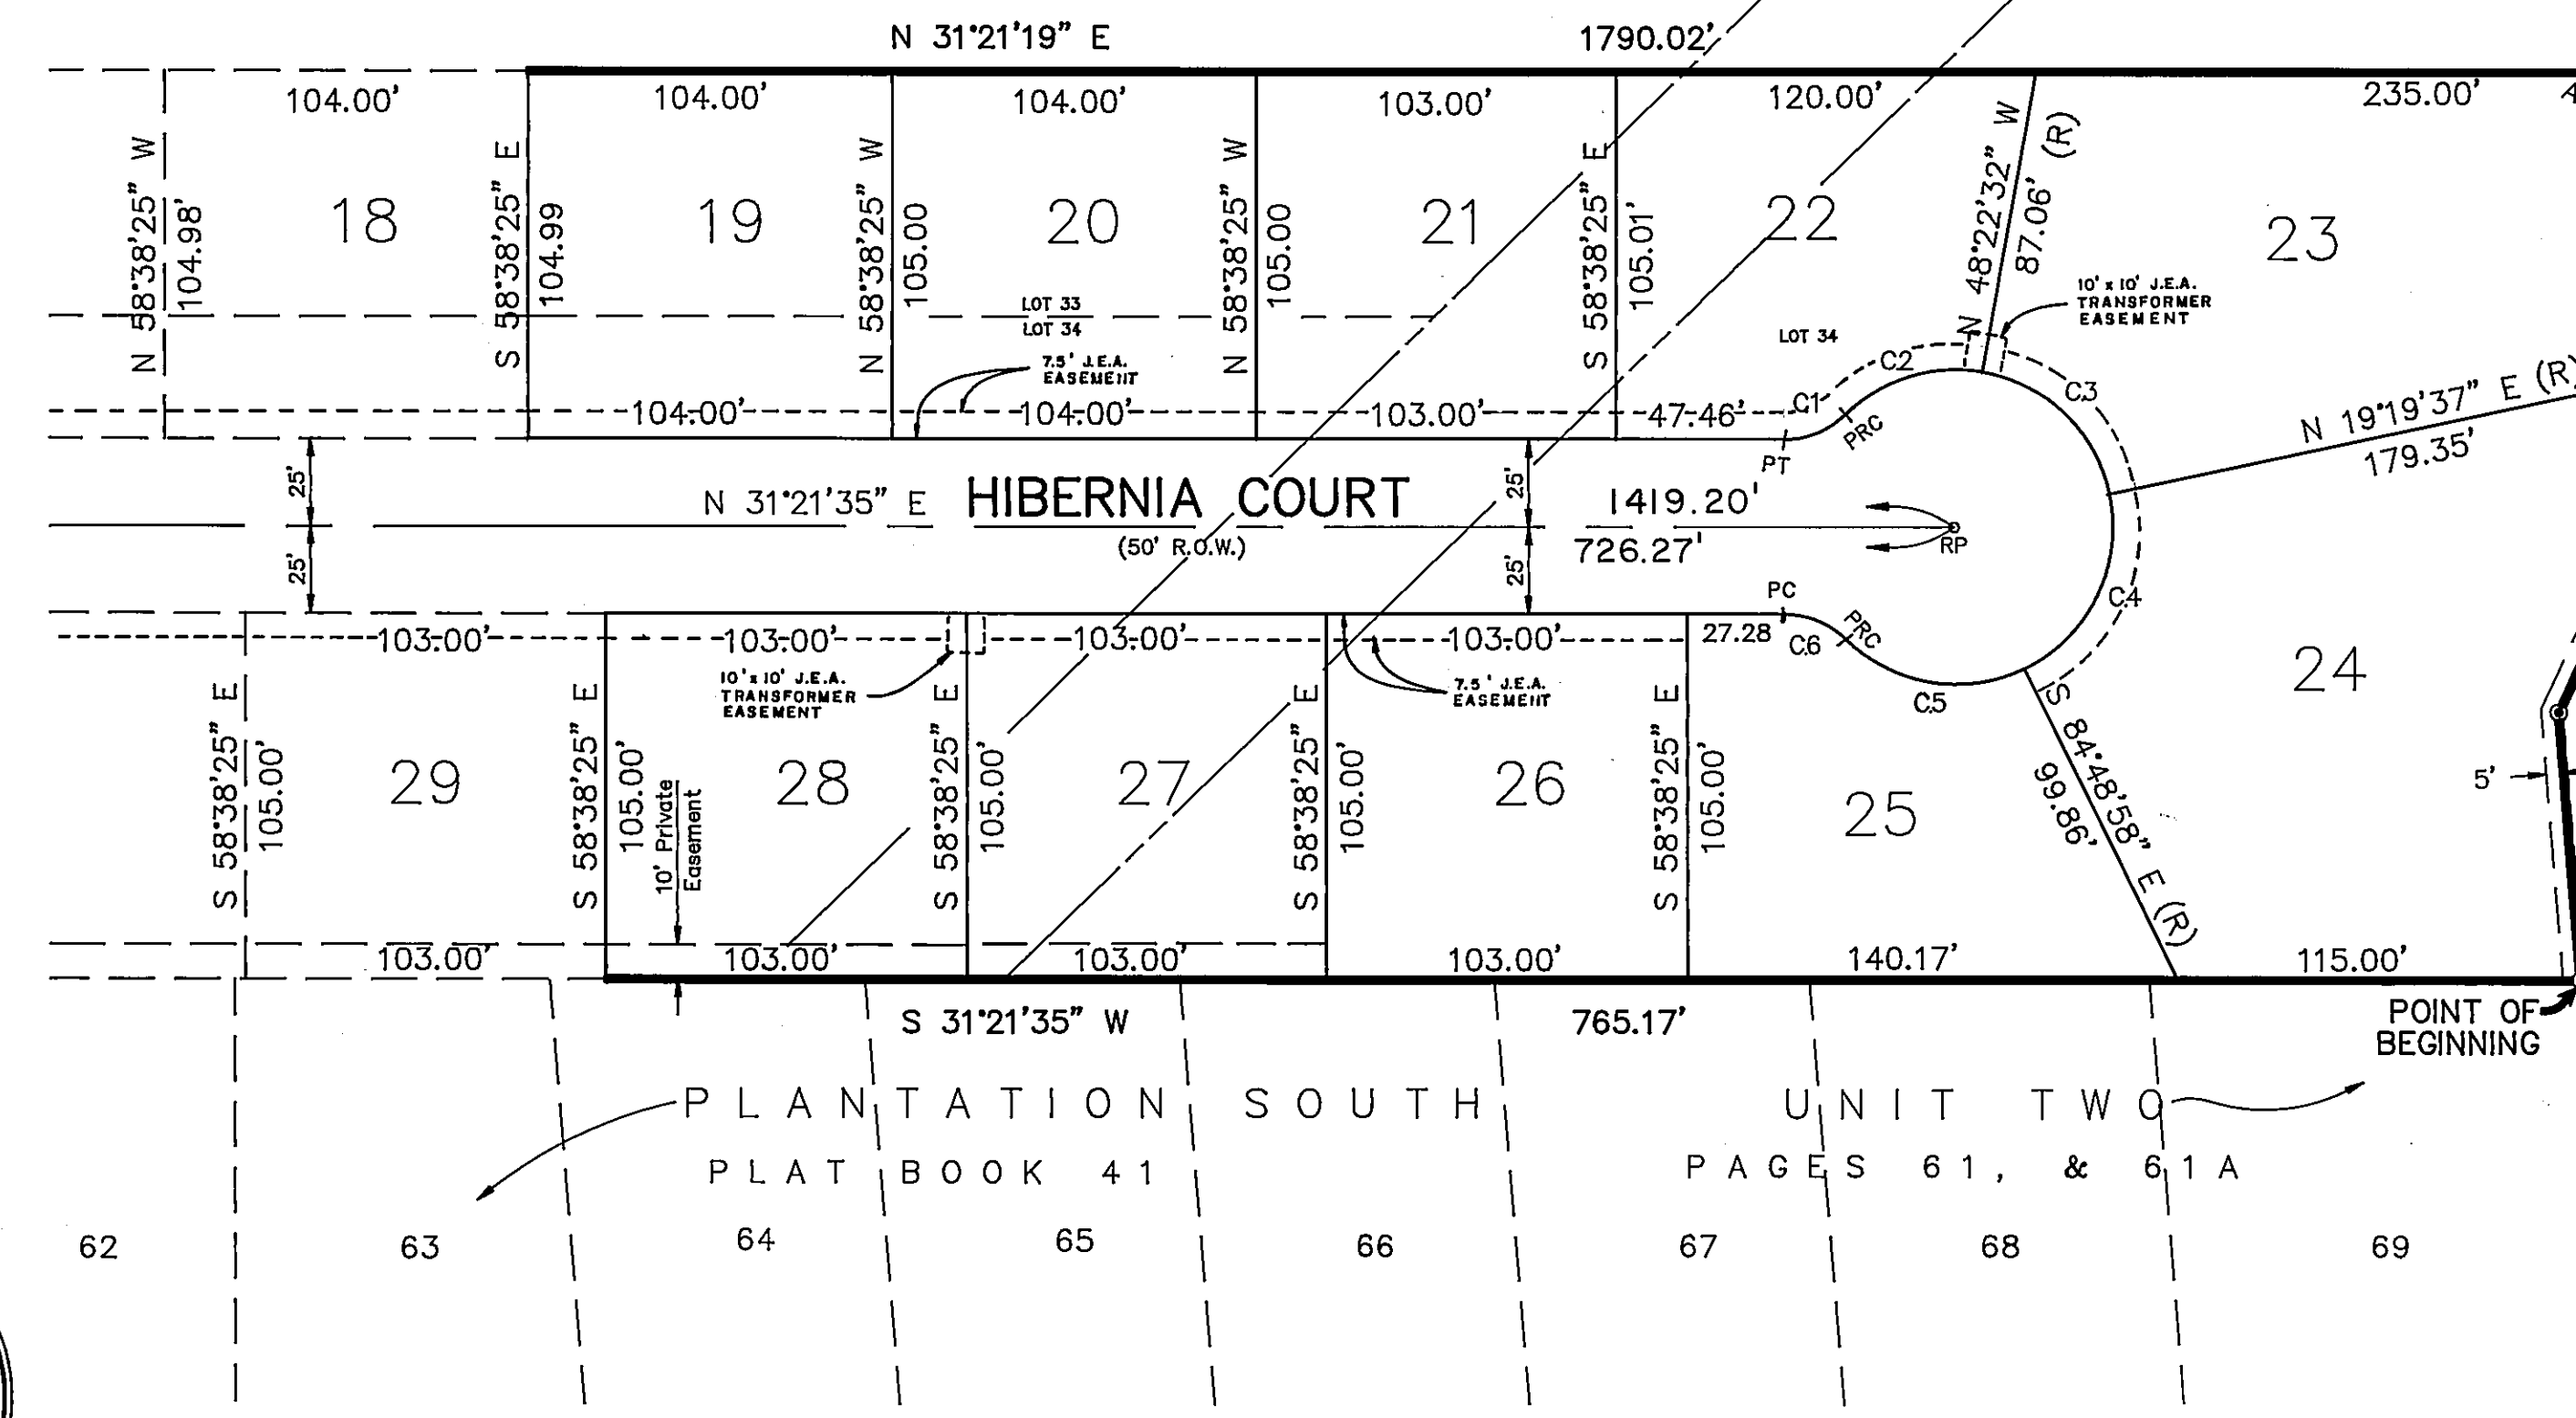 N 31°21'19" E 1790.02'
104.00' 104.00' 104.00' 103.00' 120.00' 235.00'
N 58°38'25" W
104.98'
18
S 58°38'25" E
104.99
19
N 58°38'25" W
105.00
20
N 58°38'25" W
105.00
21
S 58°38'25" E
105.01'
22
N 48°22'32" W
87.06' (R)
23
10' x 10' J.E.A.
TRANSFORMER
EASEMENT
LOT 33
LOT 34
LOT 34
7.5' J.E.A.
EASEMENT
104.00' 104.00' 103.00' 47.46' C1 C2 C3
PT PRC
N 19°19'37" E (R)
179.35'
25' 25'
N 31°21'35" E HIBERNIA COURT 1419.20'
(50' R.O.W.) 726.27' RP
25' 25'
PC PRC C4
103.00' 103.00' 103.00' 103.00' 27.28 C6
C5
10' x 10' J.E.A.
TRANSFORMER
EASEMENT
7.5' J.E.A.
EASEMENT
S 58°38'25" E
105.00'
29
S 58°38'25" E
105.00'
10' Private
Easement
28
S 58°38'25" E
105.00'
27
S 58°38'25" E
105.00'
26
S 58°38'25" E
105.00'
25
S 84°48'58" E (R)
99.86'
24
5'
103.00' 103.00' 103.00' 103.00' 140.17' 115.00'
S 31°21'35" W 765.17'
POINT OF
BEGINNING
PLANTATION SOUTH UNIT TWO
PLAT BOOK 41 PAGES 61, & 61A
62 63 64 65 66 67 68 69